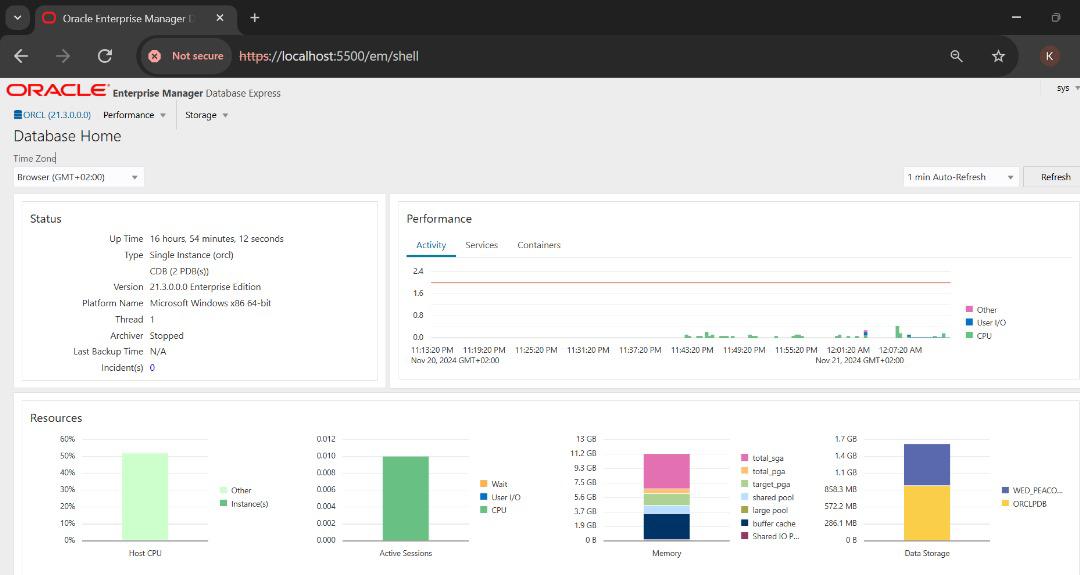 Oracle Enterprise Manager D
Not secure https://localhost:5500/em/shell
K
ORACLE Enterprise Manager Database Express
sys
ORCL (21.3.0.0.0) Performance Storage
Database Home
Time Zone
Browser (GMT+02:00) 1 min Auto-Refresh Refresh
Status
Up Time 16 hours, 54 minutes, 12 seconds
Type Single Instance (orcl)
CDB (2 PDB(s))
Version 21.3.0.0.0 Enterprise Edition
Platform Name Microsoft Windows x86 64-bit
Thread 1
Archiver Stopped
Last Backup Time N/A
Incident(s) 0
Performance
Activity Services Containers
2.4
1.6
0.8
0.0
11:13:20 PM 11:19:20 PM 11:25:20 PM 11:31:20 PM 11:37:20 PM 11:43:20 PM 11:49:20 PM 11:55:20 PM 12:01:20 AM 12:07:20 AM
Nov 20, 2024 GMT+02:00 Nov 21, 2024 GMT+02:00
Other
User I/O
CPU
Resources
60%
50%
40%
30%
20%
10%
0%
Host CPU
Other
Instance(s)
0.012
0.010
0.008
0.006
0.004
0.002
0.000
Active Sessions
Wait
User I/O
CPU
13 GB
11.2 GB
9.3 GB
7.5 GB
5.6 GB
3.7 GB
1.9 GB
0 B
Memory
total_sga
total_pga
target_pga
shared pool
large pool
buffer cache
Shared IO P...
1.7 GB
1.4 GB
1.1 GB
858.3 MB
572.2 MB
286.1 MB
0 B
Data Storage
WED_PEACO...
ORCLPDB